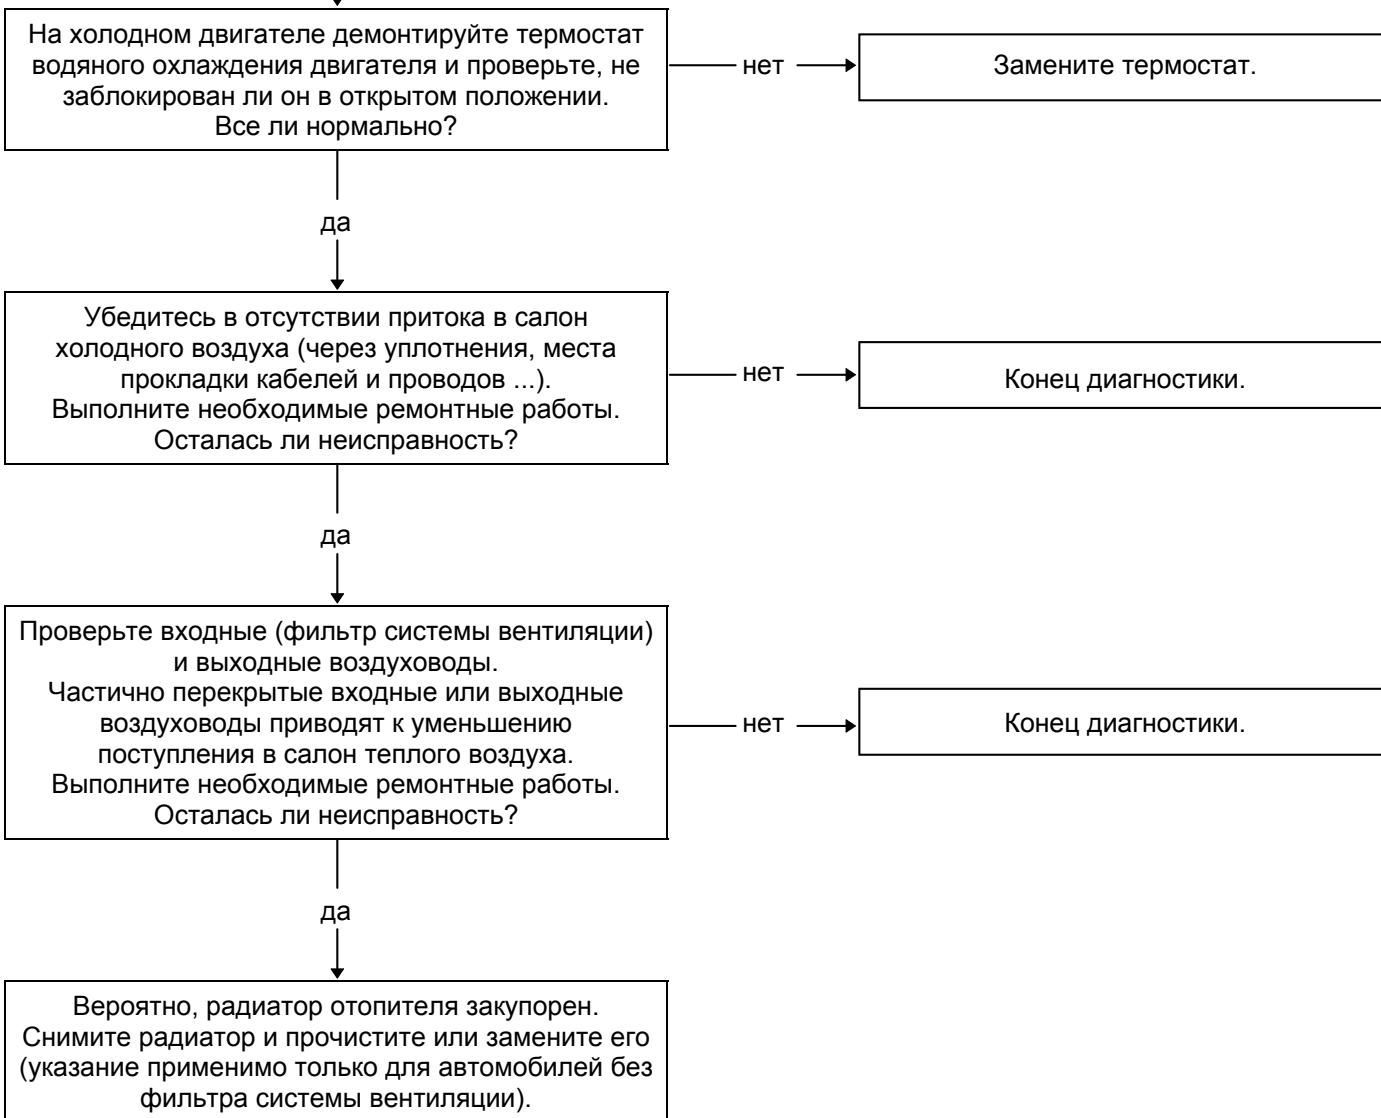 На холодном двигателе демонтируйте термостат
водяного охлаждения двигателя и проверьте, не
заблокирован ли он в открытом положении.
Все ли нормально?
нет
Замените термостат.
да
Убедитесь в отсутствии притока в салон
холодного воздуха (через уплотнения, места
прокладки кабелей и проводов ...).
Выполните необходимые ремонтные работы.
Осталась ли неисправность?
нет
Конец диагностики.
да
Проверьте входные (фильтр системы вентиляции)
и выходные воздуховоды.
Частично перекрытые входные или выходные
воздуховоды приводят к уменьшению
поступления в салон теплого воздуха.
Выполните необходимые ремонтные работы.
Осталась ли неисправность?
нет
Конец диагностики.
да
Вероятно, радиатор отопителя закупорен.
Снимите радиатор и прочистите или замените его
(указание применимо только для автомобилей без
фильтра системы вентиляции).